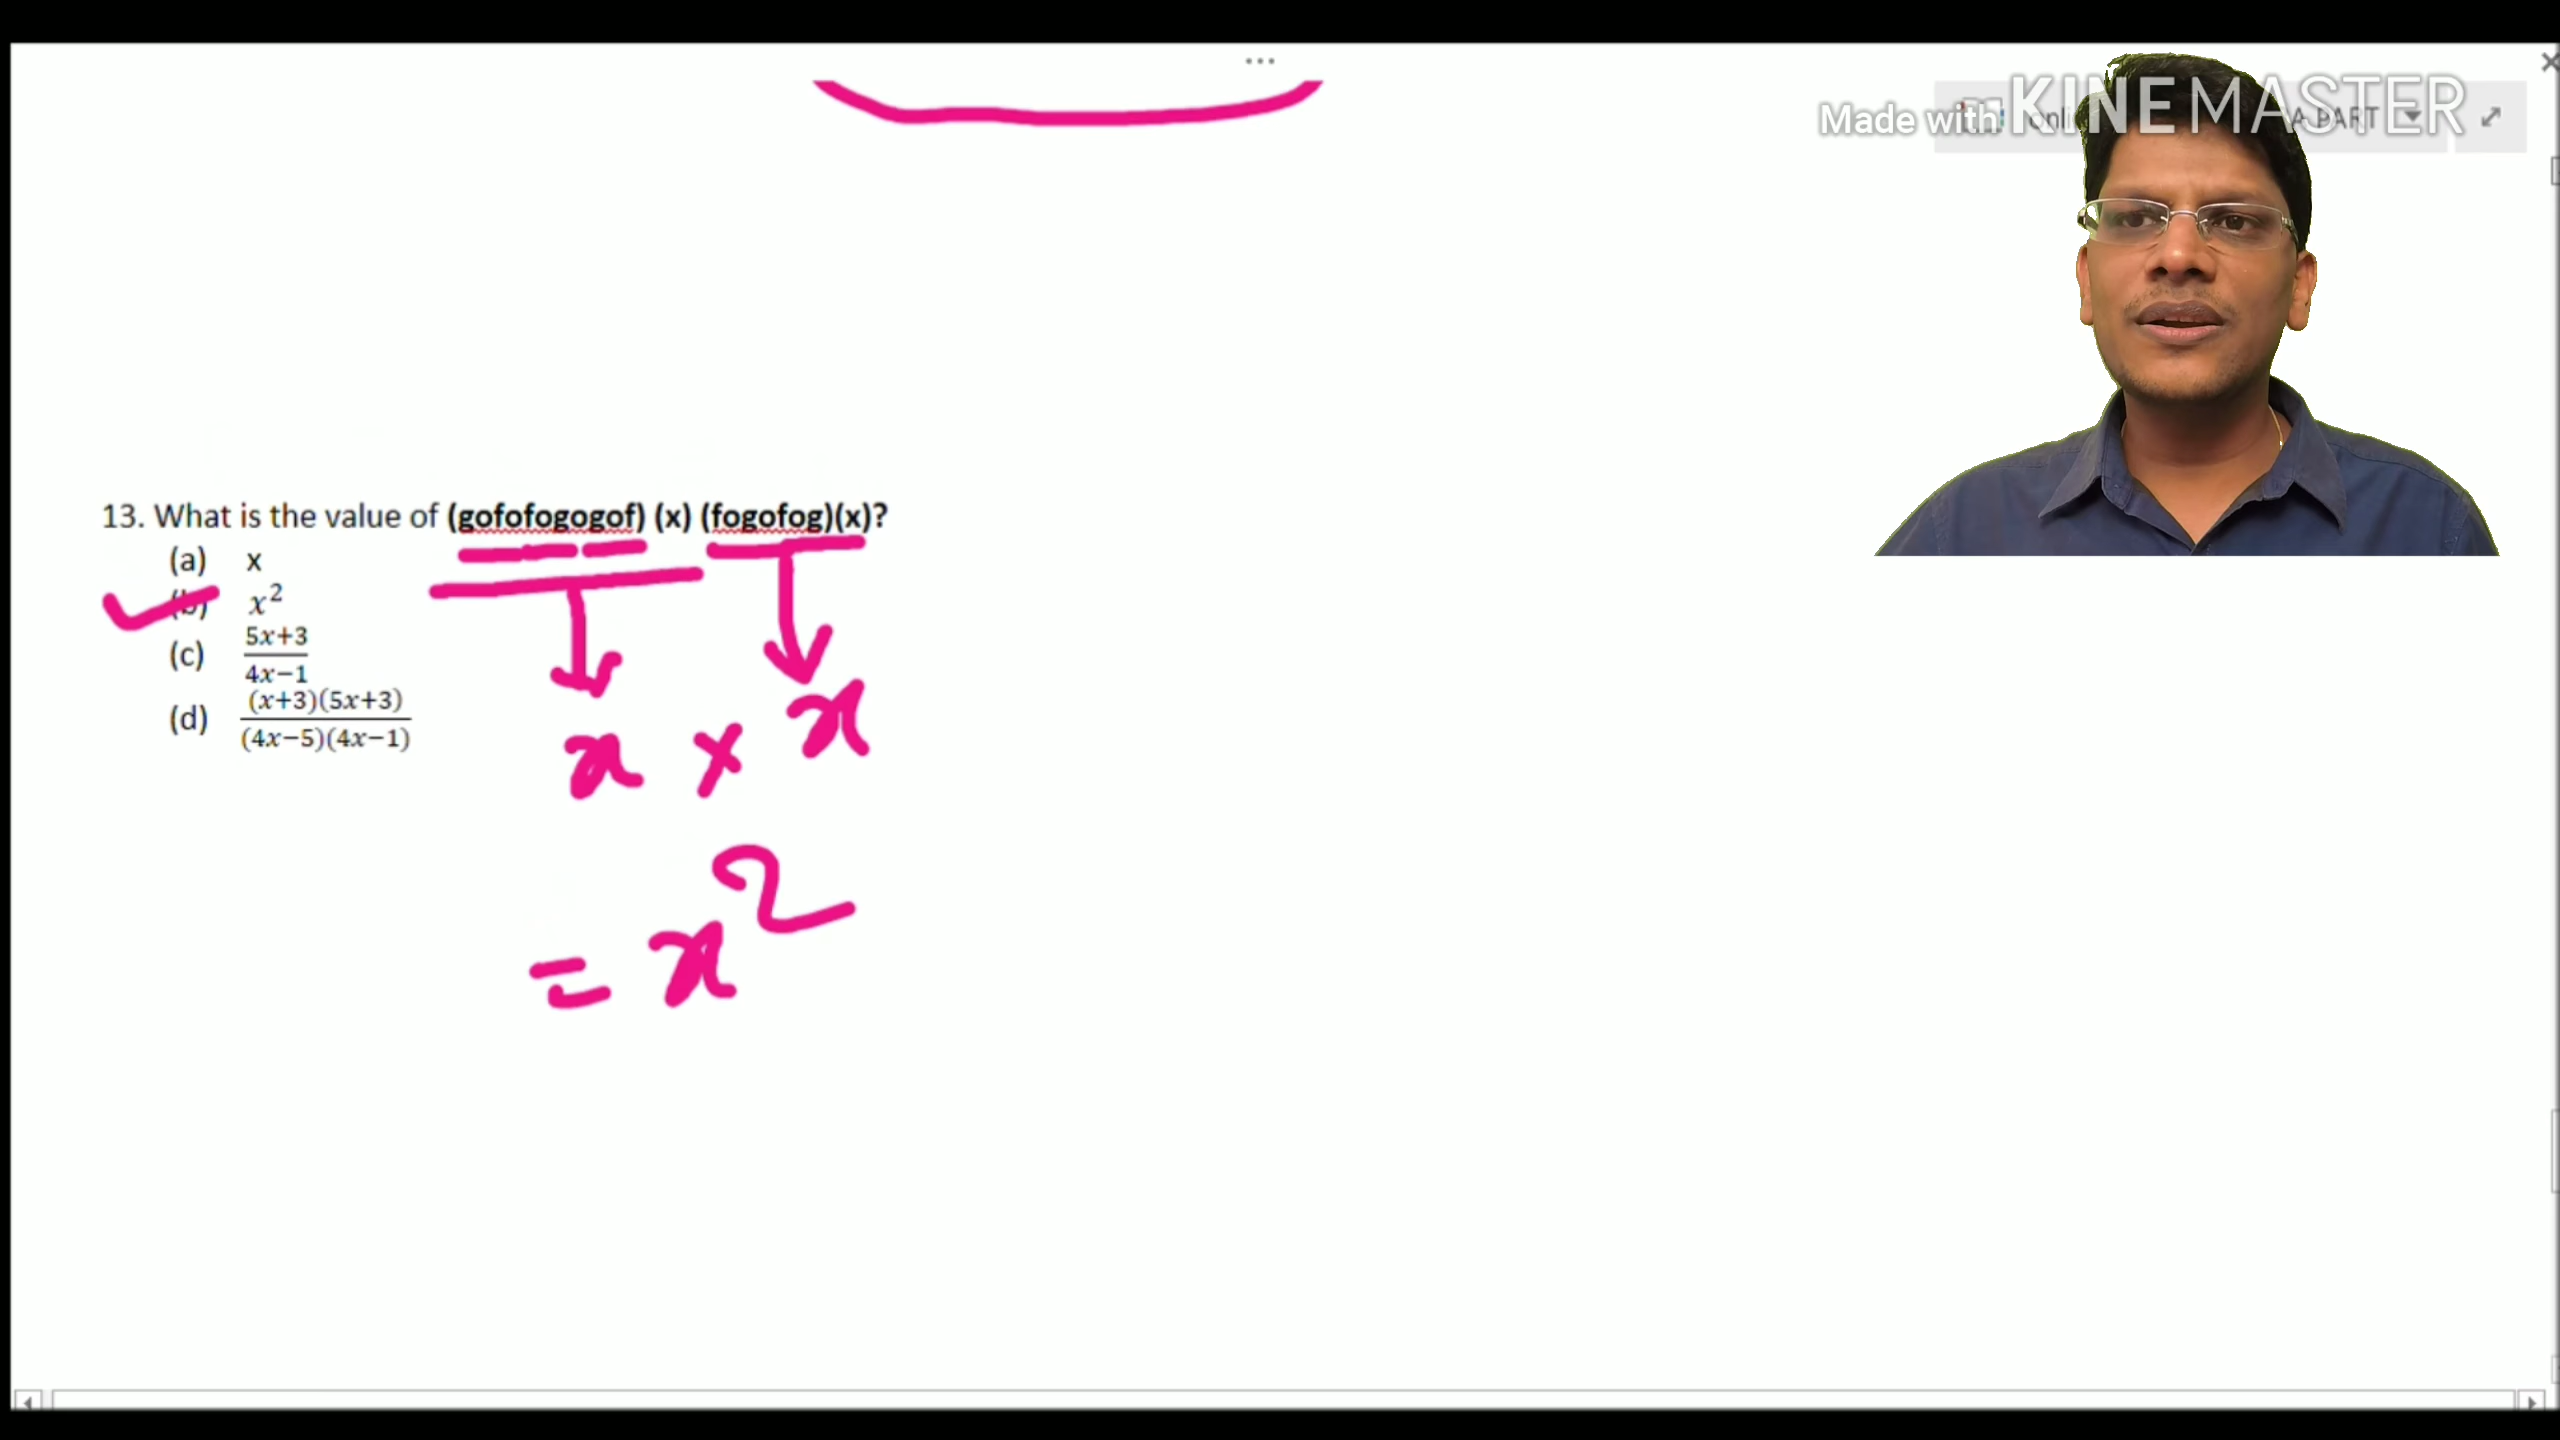 ...
Made with KINEMASTER
A PART
13. What is the value of (gofofogogof) (x) (fogofog)(x)?
(a) x
(b) x²
(c) 5x+3
4x−1
(d) (x+3)(5x+3)
(4x−5)(4x−1)
x × x
= x²